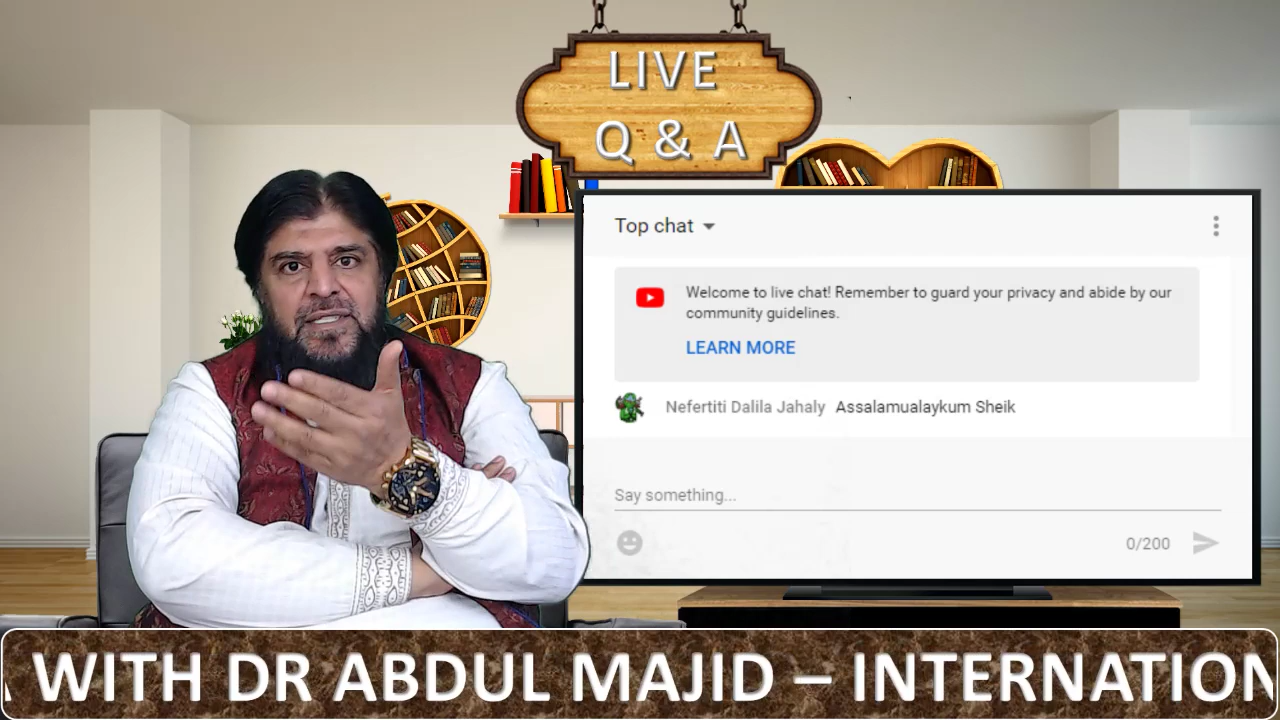 LIVE
Q & A
Top chat
Welcome to live chat! Remember to guard your privacy and abide by our
community guidelines.
LEARN MORE
Nefertiti Dalila Jahaly Assalamualaykum Sheik
Say something...
0/200
WITH DR ABDUL MAJID – INTERNATION